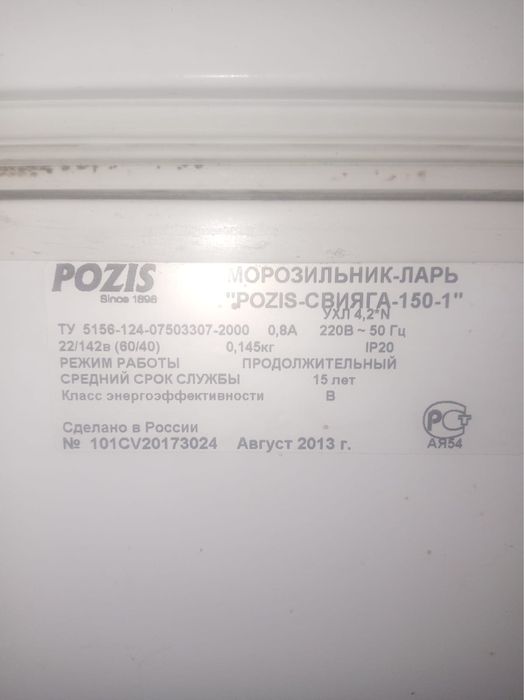 POZIS
Since 1898
МОРОЗИЛЬНИК-ЛАРЬ
"POZIS-СВИЯГА-150-1"
УХЛ 4,2*N
ТУ 5156-124-07503307-2000 0,8А 220В ~ 50 Гц
22/142в (60/40) 0,145кг IP20
РЕЖИМ РАБОТЫ ПРОДОЛЖИТЕЛЬНЫЙ
СРЕДНИЙ СРОК СЛУЖБЫ 15 лет
Класс энергоэффективности В
Сделано в России
№ 101CV20173024 Август 2013 г.
РСТ
АЯ54